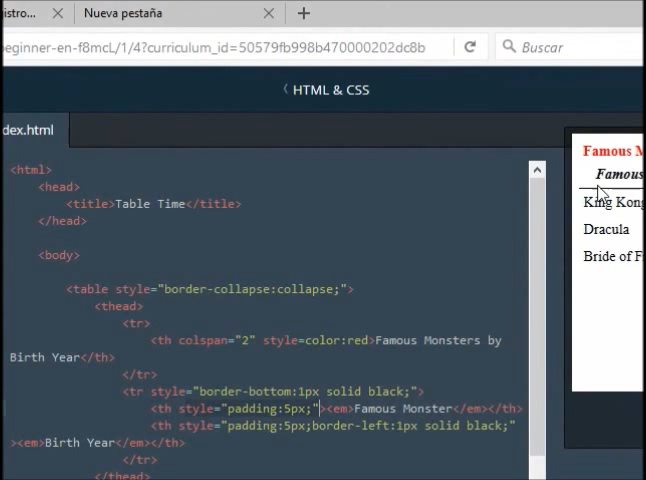 istro...
Nueva pestaña
eginner-en-f8mcL/1/4?curriculum_id=50579fb998b470000202dc8b
Buscar
HTML & CSS
dex.html
<html>
<head>
<title>Table Time</title>
</head>
<body>
<table style="border-collapse:collapse;">
<thead>
<tr>
<th colspan="2" style=color:red>Famous Monsters by
Birth Year</th>
</tr>
<tr style="border-bottom:1px solid black;">
<th style="padding:5px;"><em>Famous Monster</em></th>
<th style="padding:5px;border-left:1px solid black;"
><em>Birth Year</em></th>
</tr>
</thead>
Famous M
Famous
King Kong
Dracula
Bride of F